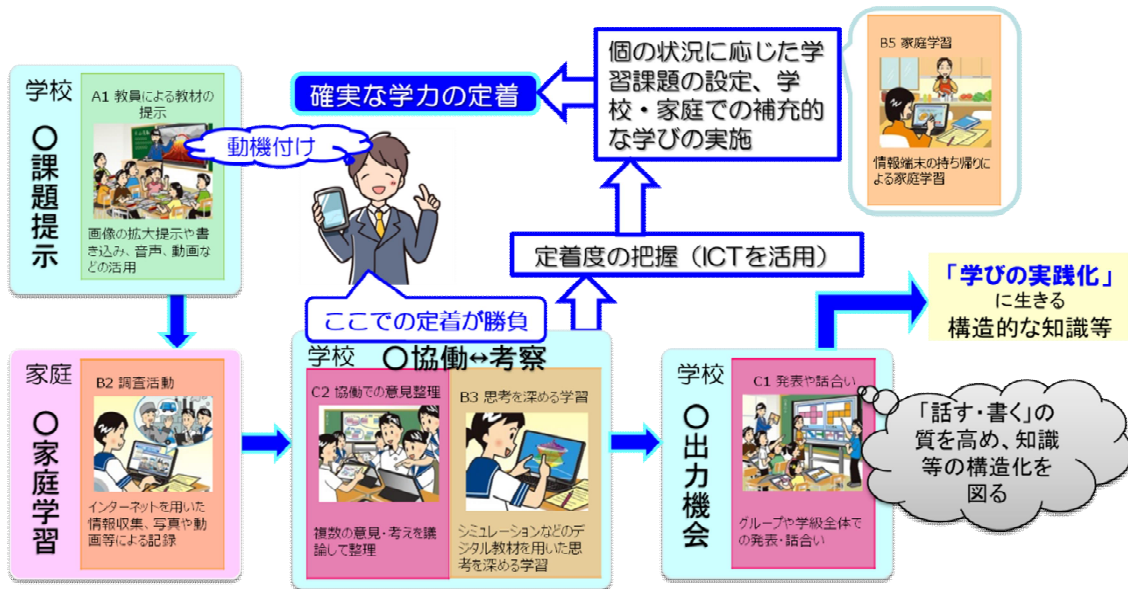 学校
〇課題提示
A1 教員による教材の
提示
画像の拡大提示や書
き込み、音声、動画な
どの活用
動機付け
確実な学力の定着
個の状況に応じた学
習課題の設定、学
校・家庭での補充的
な学びの実施
B5 家庭学習
情報端末の持ち帰りに
よる家庭学習
定着度の把握（ICTを活用）
ここでの定着が勝負
家庭
〇家庭学習
B2 調査活動
インターネットを用いた
情報収集、写真や動
画等による記録
学校
〇協働↔考察
C2 協働での意見整理
複数の意見・考えを議
論して整理
B3 思考を深める学習
シミュレーションなどのデ
ジタル教材を用いた思
考を深める学習
学校
〇出力機会
C1 発表や話合い
グループや学級全体で
の発表・話合い
「話す・書く」の
質を高め、知識
等の構造化を
図る
「学びの実践化」
に生きる
構造的な知識等